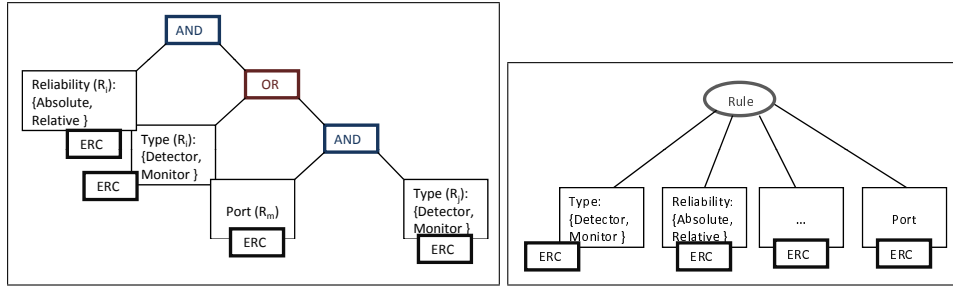 AND
Reliability (Ri):
{Absolute,
Relative }
ERC
OR
Type (Ri):
{Detector,
Monitor }
ERC
AND
Port (Rm)
ERC
Type (Rj):
{Detector,
Monitor }
ERC
Rule
Type:
{Detector,
Monitor }
ERC
Reliability:
{Absolute,
Relative }
ERC
...
ERC
Port
ERC